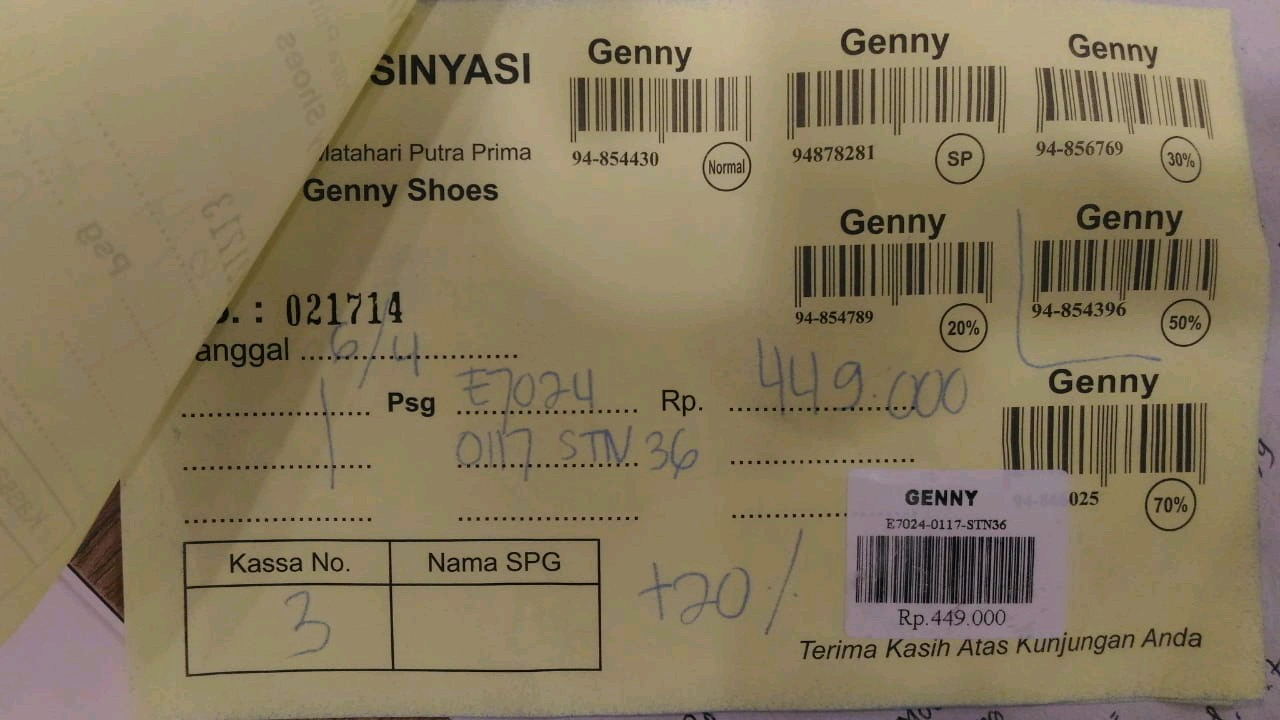 SINYASI
Matahari Putra Prima
Genny Shoes
Genny
94-854430
Normal
Genny
94878281
SP
Genny
94-856769
30%
Genny
94-854789
20%
Genny
94-854396
50%
Genny
025
70%
. : 021714
anggal 6/4
1 Psg E7024 Rp. 449.000
0117 STN 36
GENNY
E7024-0117-STN36
Rp.449.000
Kassa No. Nama SPG
3
+20%
Terima Kasih Atas Kunjungan Anda